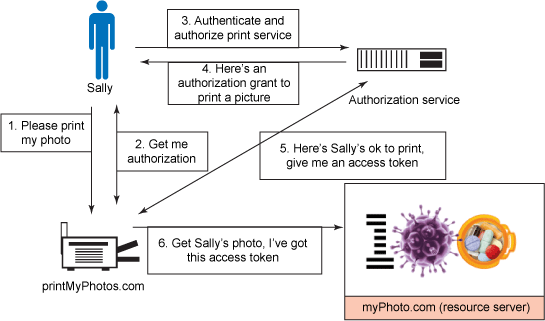 Sally
3. Authenticate and
authorize print service
4. Here's an
authorization grant to
print a picture
Authorization service
1. Please print
my photo
2. Get me
authorization
5. Here's Sally's ok to print,
give me an access token
6. Get Sally's photo, I've got
this access token
printMyPhotos.com
myPhoto.com (resource server)